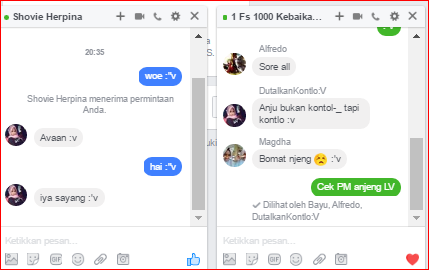 Shovie Herpina
20:35
woe :"v
Shovie Herpina menerima permintaan
Anda.
Avaan :v
hai :"v
iya sayang :'v
Ketikkan pesan...
GIF
1 Fs 1000 Kebaika...
Alfredo
Sore all
DutalkanKontlo:V
Anju bukan kontol-_ tapi
kontlo :v
Magdha
Bomat njeng 😥 :'v
Cek PM anjeng LV
✓ Dilihat oleh Bayu, Alfredo,
DutalkanKontlo:V
Ketikkan pesan...
GIF